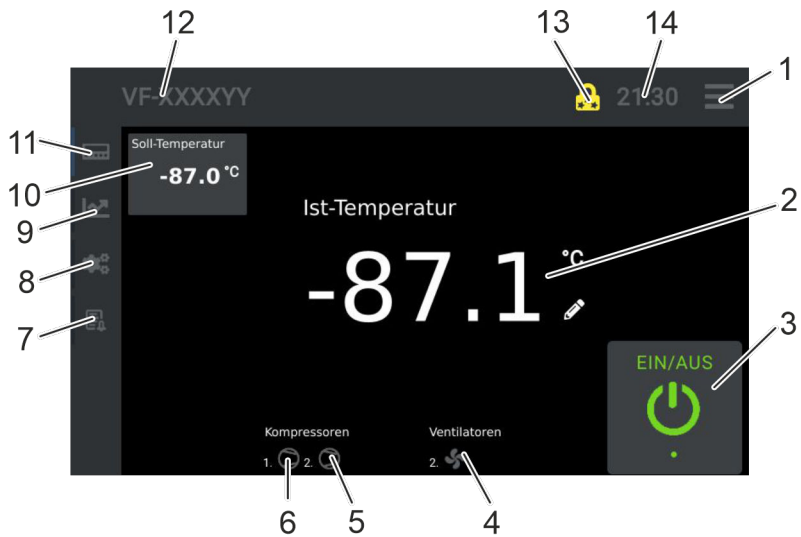 12
13
14
1
VF-XXXXYY
21:30
11
Soll-Temperatur
10
-87.0 °C
Ist-Temperatur
2
9
-87.1 °C
8
3
7
EIN/AUS
Kompressoren
Ventilatoren
1.
2.
2.
6
5
4